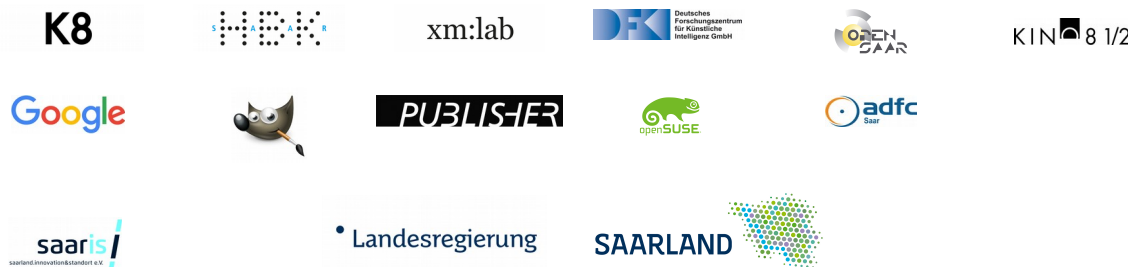 K8
S A A R
HBK
xm:lab
DFKI
Deutsches
Forschungszentrum
für Künstliche
Intelligenz GmbH
OPEN
SAAR
KINO 8 1/2
Google
PUBLISHER
openSUSE
adfc
Saar
saaris!
saarland.innovation&standort e.V.
Landesregierung
SAARLAND